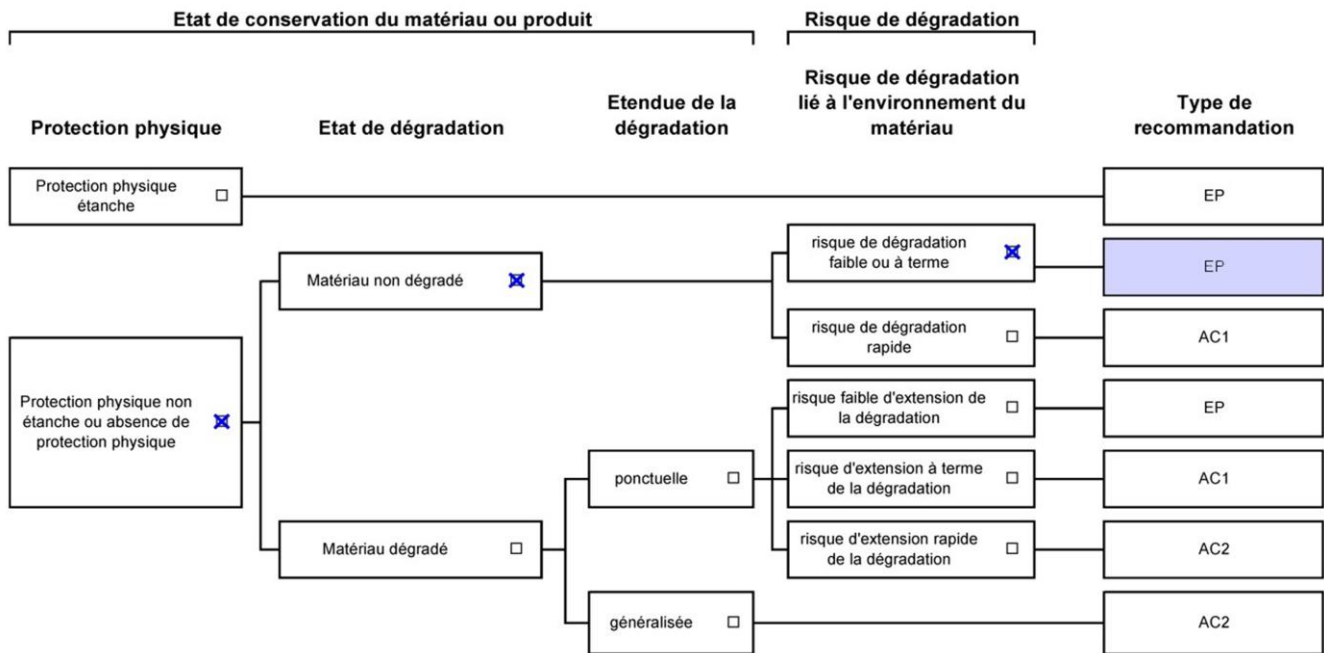 Etat de conservation du matériau ou produit
Risque de dégradation
Protection physique
Etat de dégradation
Etendue de la
dégradation
Risque de dégradation
lié à l'environnement du
matériau
Type de
recommandation
Protection physique
étanche
EP
risque de dégradation
faible ou à terme
EP
Matériau non dégradé
risque de dégradation
rapide
AC1
Protection physique non
étanche ou absence de
protection physique
risque faible d'extension de
la dégradation
EP
ponctuelle
risque d'extension à terme
de la dégradation
AC1
Matériau dégradé
risque d'extension rapide
de la dégradation
AC2
généralisée
AC2